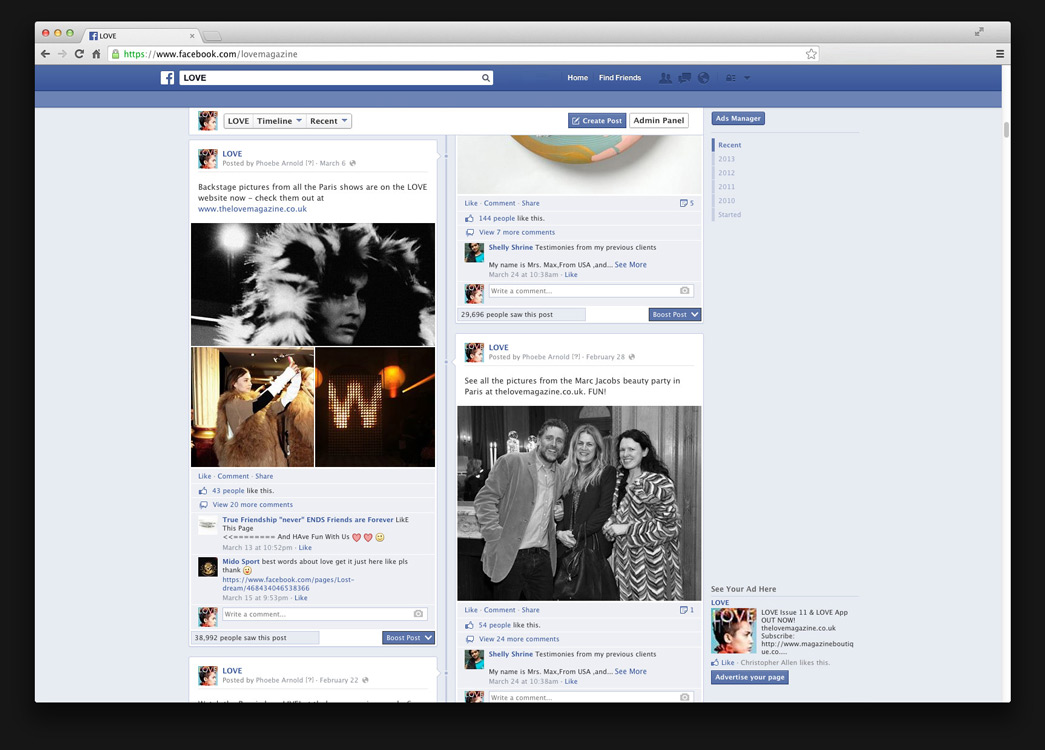 LOVE
https://www.facebook.com/lovemagazine
LOVE
Home
Find Friends
LOVE
Timeline
Recent
Create Post
Admin Panel
LOVE
Posted by Phoebe Arnold [?] · March 6
Backstage pictures from all the Paris shows are on the LOVE
website now – check them out at
www.thelovemagazine.co.uk
W
Like · Comment · Share
43 people like this.
View 20 more comments
True Friendship "never" ENDS Friends are Forever LikE
This Page
<<======== And HAve Fun With Us
March 13 at 10:52pm · Like
Mido Sport best words about love get it just here like pls
thank
https://www.facebook.com/pages/Lost-
dream/468434046538366
March 15 at 9:53pm · Like
Write a comment...
38,992 people saw this post
Boost Post
LOVE
Posted by Phoebe Arnold [?] · February 22
Like · Comment · Share
5
144 people like this.
View 7 more comments
Shelly Shrine Testimonies from my previous clients
My name is Mrs. Max,From USA ,and... See More
March 24 at 10:38am · Like
Write a comment...
29,696 people saw this post
Boost Post
LOVE
Posted by Phoebe Arnold [?] · February 28
See all the pictures from the Marc Jacobs beauty party in
Paris at thelovemagazine.co.uk. FUN!
Like · Comment · Share
1
54 people like this.
View 24 more comments
Shelly Shrine Testimonies from my previous clients
My name is Mrs. Max,From USA ,and... See More
March 24 at 10:38am · Like
Write a comment...
Ads Manager
Recent
2013
2012
2011
2010
Started
See Your Ad Here
LOVE
LOVE
LOVE Issue 11 & LOVE App
OUT NOW!
thelovemagazine.co.uk
Subscribe:
http://www.magazineboutiq
ue.co....
Like · Christopher Allen likes this.
Advertise your page